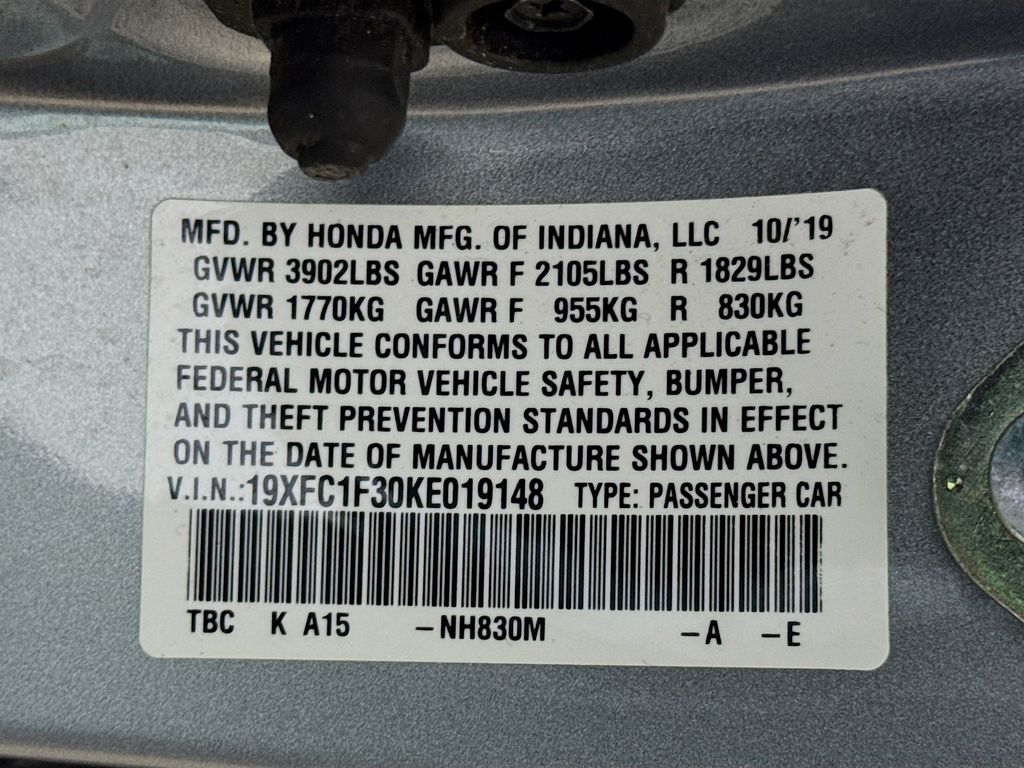 MFD. BY HONDA MFG. OF INDIANA, LLC 10/'19
GVWR 3902LBS GAWR F 2105LBS R 1829LBS
GVWR 1770KG GAWR F 955KG R 830KG
THIS VEHICLE CONFORMS TO ALL APPLICABLE
FEDERAL MOTOR VEHICLE SAFETY, BUMPER,
AND THEFT PREVENTION STANDARDS IN EFFECT
ON THE DATE OF MANUFACTURE SHOWN ABOVE.
V.I.N.:19XFC1F30KE019148 TYPE: PASSENGER CAR
TBC K A15 -NH830M -A -E